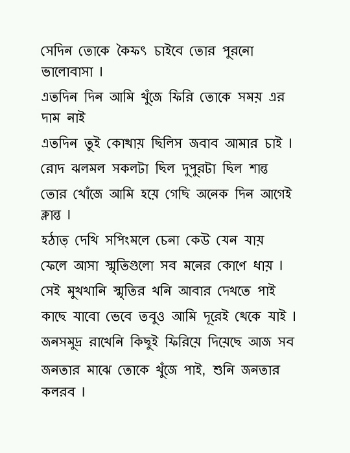 সেদিন তোকে কৈফৎ চাইবে তোর পুরনো
ভালোবাসা ।
এতদিন দিন আমি খুঁজে ফিরি তোকে সময় এর
দাম নাই
এতদিন তুই কোথায় ছিলিস জবাব আমার চাই ।
রোদ ঝলমল সকলটা ছিল দুপুরটা ছিল শান্ত
তোর খোঁজে আমি হয়ে গেছি অনেক দিন আগেই
ক্লান্ত ।
হঠাত্ দেখি সপিংমলে চেনা কেউ যেন যায়
ফেলে আসা স্মৃতিগুলো সব মনের কোণে ধায় ।
সেই মুখখানি স্মৃতির খনি আবার দেখতে পাই
কাছে যাবো ভেবে তবুও আমি দূরেই থেকে যাই ।
জনসমুদ্র রাখেনি কিছুই ফিরিয়ে দিয়েছে আজ সব
জনতার মাঝে তোকে খুঁজে পাই, শুনি জনতার
কলরব ।